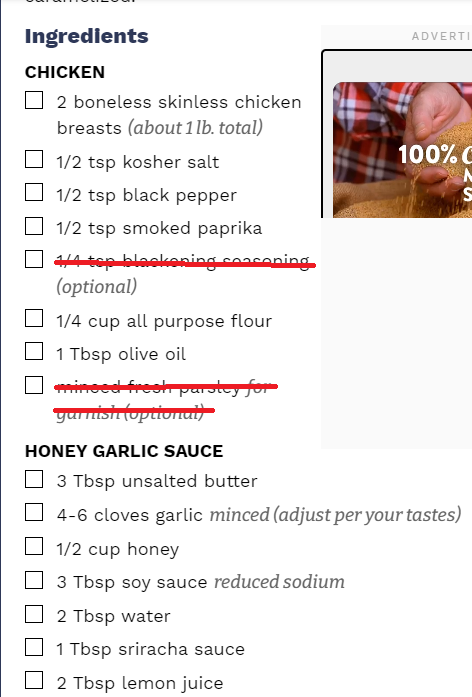 Ingredients
ADVERTI
CHICKEN
2 boneless skinless chicken
breasts (about 1 lb. total)
1/2 tsp kosher salt
100%
1/2 tsp black pepper
1/2 tsp smoked paprika
1/4 tsp blackening seasoning
(optional)
1/4 cup all purpose flour
1 Tbsp olive oil
minced fresh parsley for
garnish (optional)
HONEY GARLIC SAUCE
3 Tbsp unsalted butter
4-6 cloves garlic minced (adjust per your tastes)
1/2 cup honey
3 Tbsp soy sauce reduced sodium
2 Tbsp water
1 Tbsp sriracha sauce
2 Tbsp lemon juice